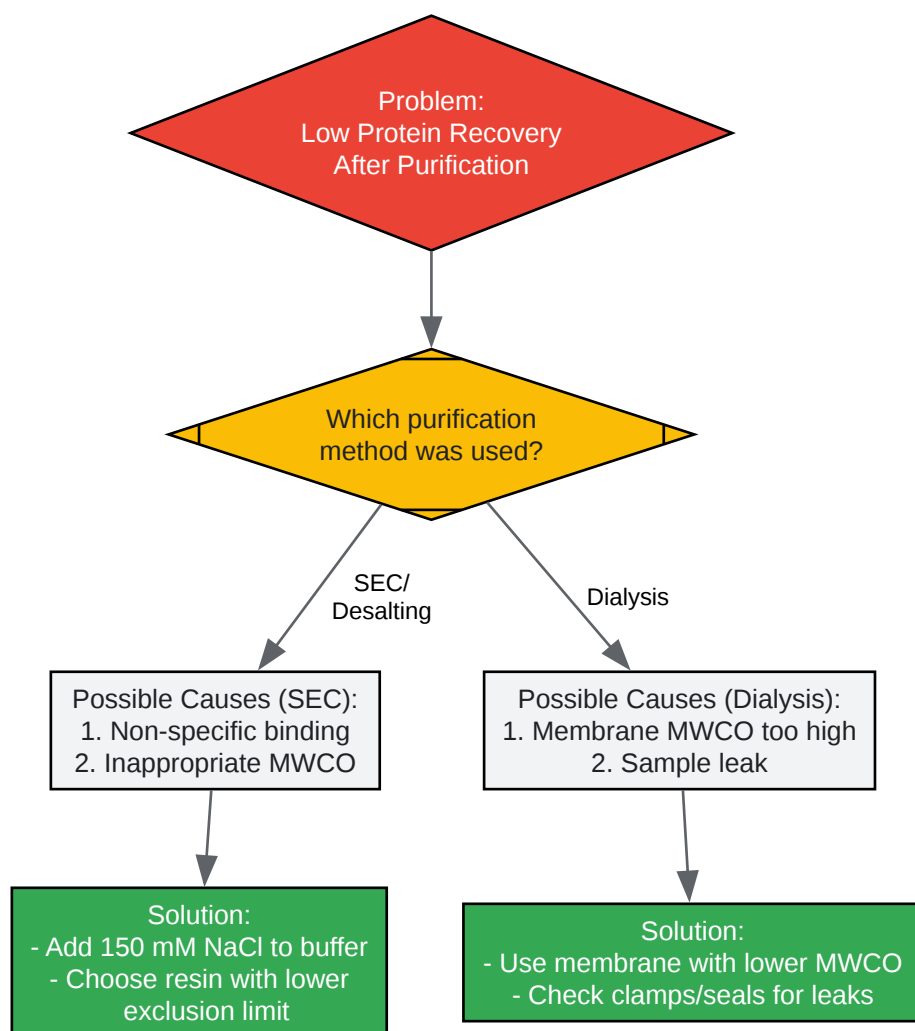 Problem:
Low Protein Recovery
After Purification
Which purification
method was used?
SEC/
Desalting
Dialysis
Possible Causes (SEC):
1. Non-specific binding
2. Inappropriate MWCO
Possible Causes (Dialysis):
1. Membrane MWCO too high
2. Sample leak
Solution:
- Add 150 mM NaCl to buffer
- Choose resin with lower
exclusion limit
Solution:
- Use membrane with lower MWCO
- Check clamps/seals for leaks